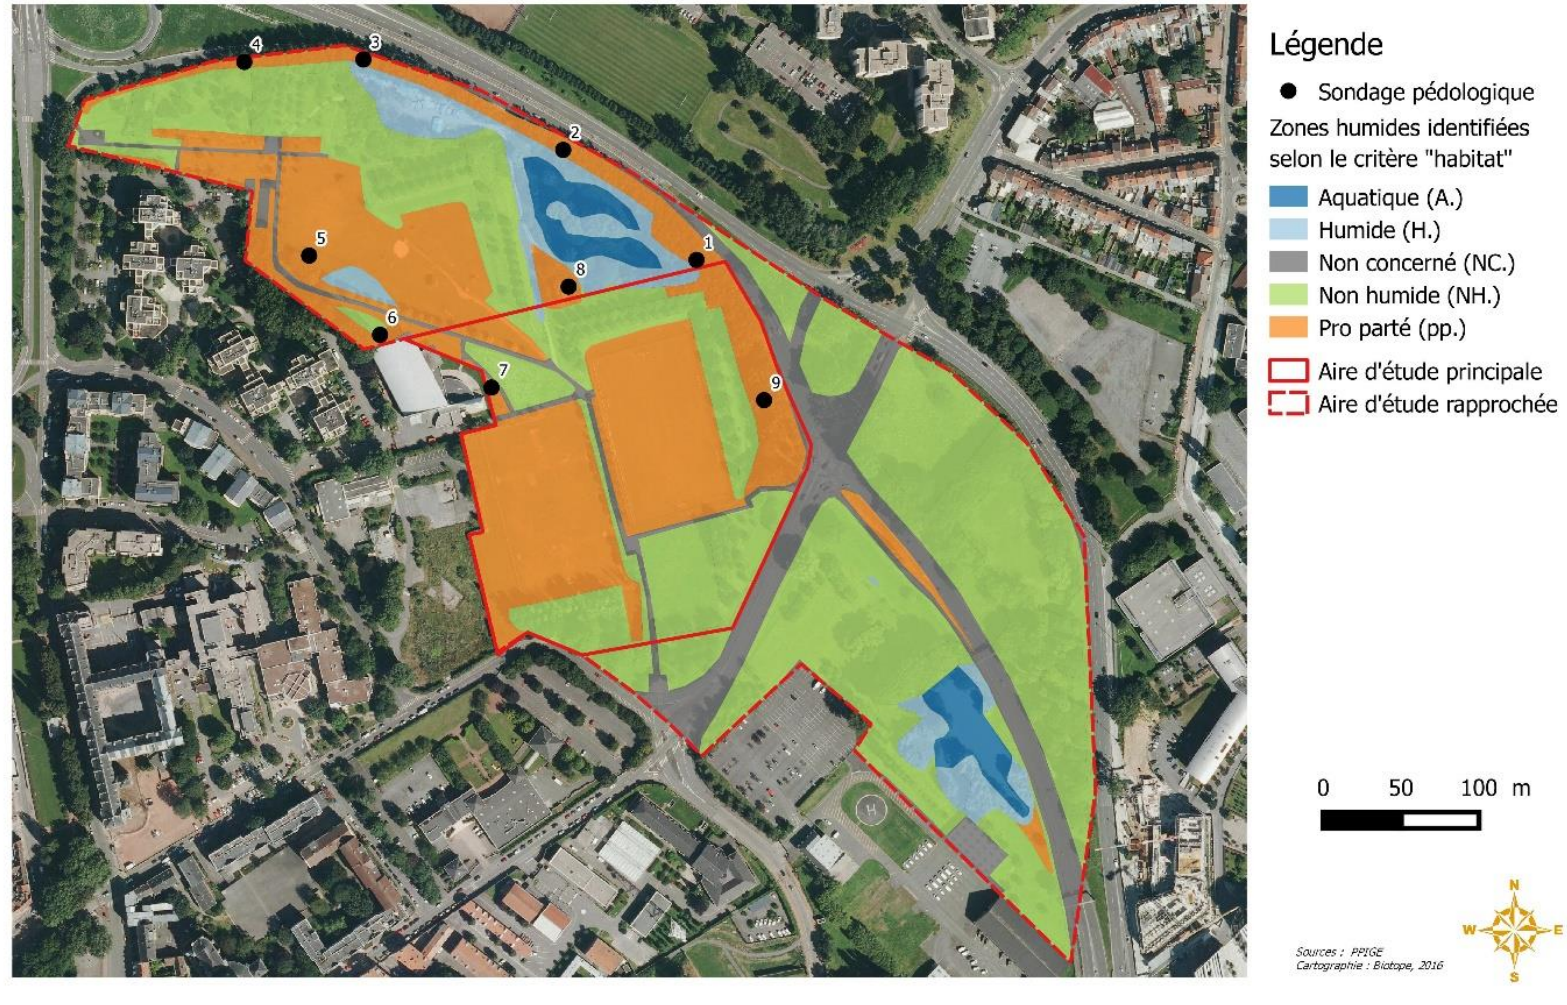 4
3
2
1
5
8
6
7
9
H
Légende
Sondage pédologique
Zones humides identifiées
selon le critère "habitat"
Aquatique (A.)
Humide (H.)
Non concerné (NC.)
Non humide (NH.)
Pro parté (pp.)
Aire d'étude principale
Aire d'étude rapprochée
0 50 100 m
N
W E
S
Sources : PPIGE
Cartographie : Biotope, 2016